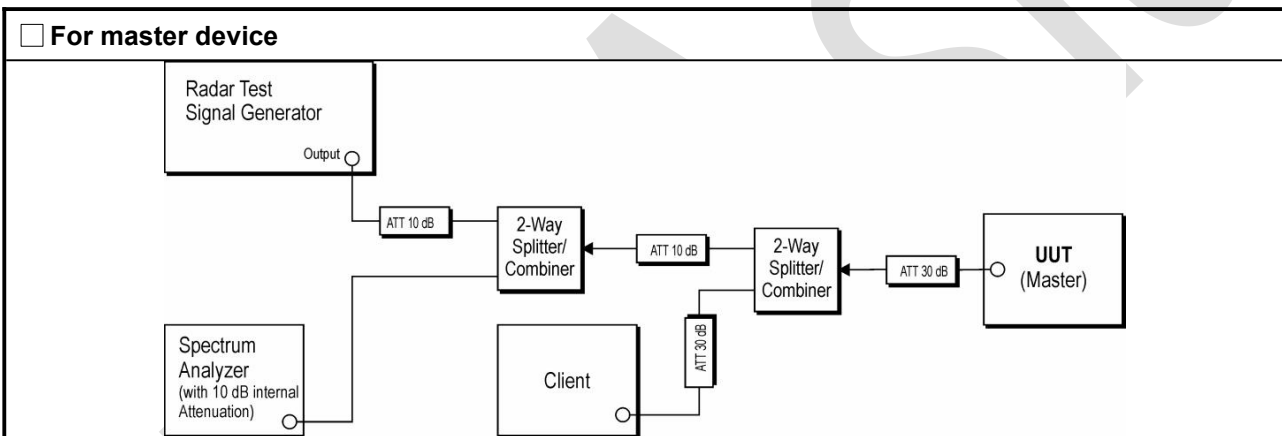 ☐ For master device
Radar Test
Signal Generator
Output
ATT 10 dB
2-Way
Splitter/
Combiner
ATT 10 dB
2-Way
Splitter/
Combiner
ATT 30 dB
UUT
(Master)
Spectrum
Analyzer
(with 10 dB internal
Attenuation)
Client
ATT 30 dB